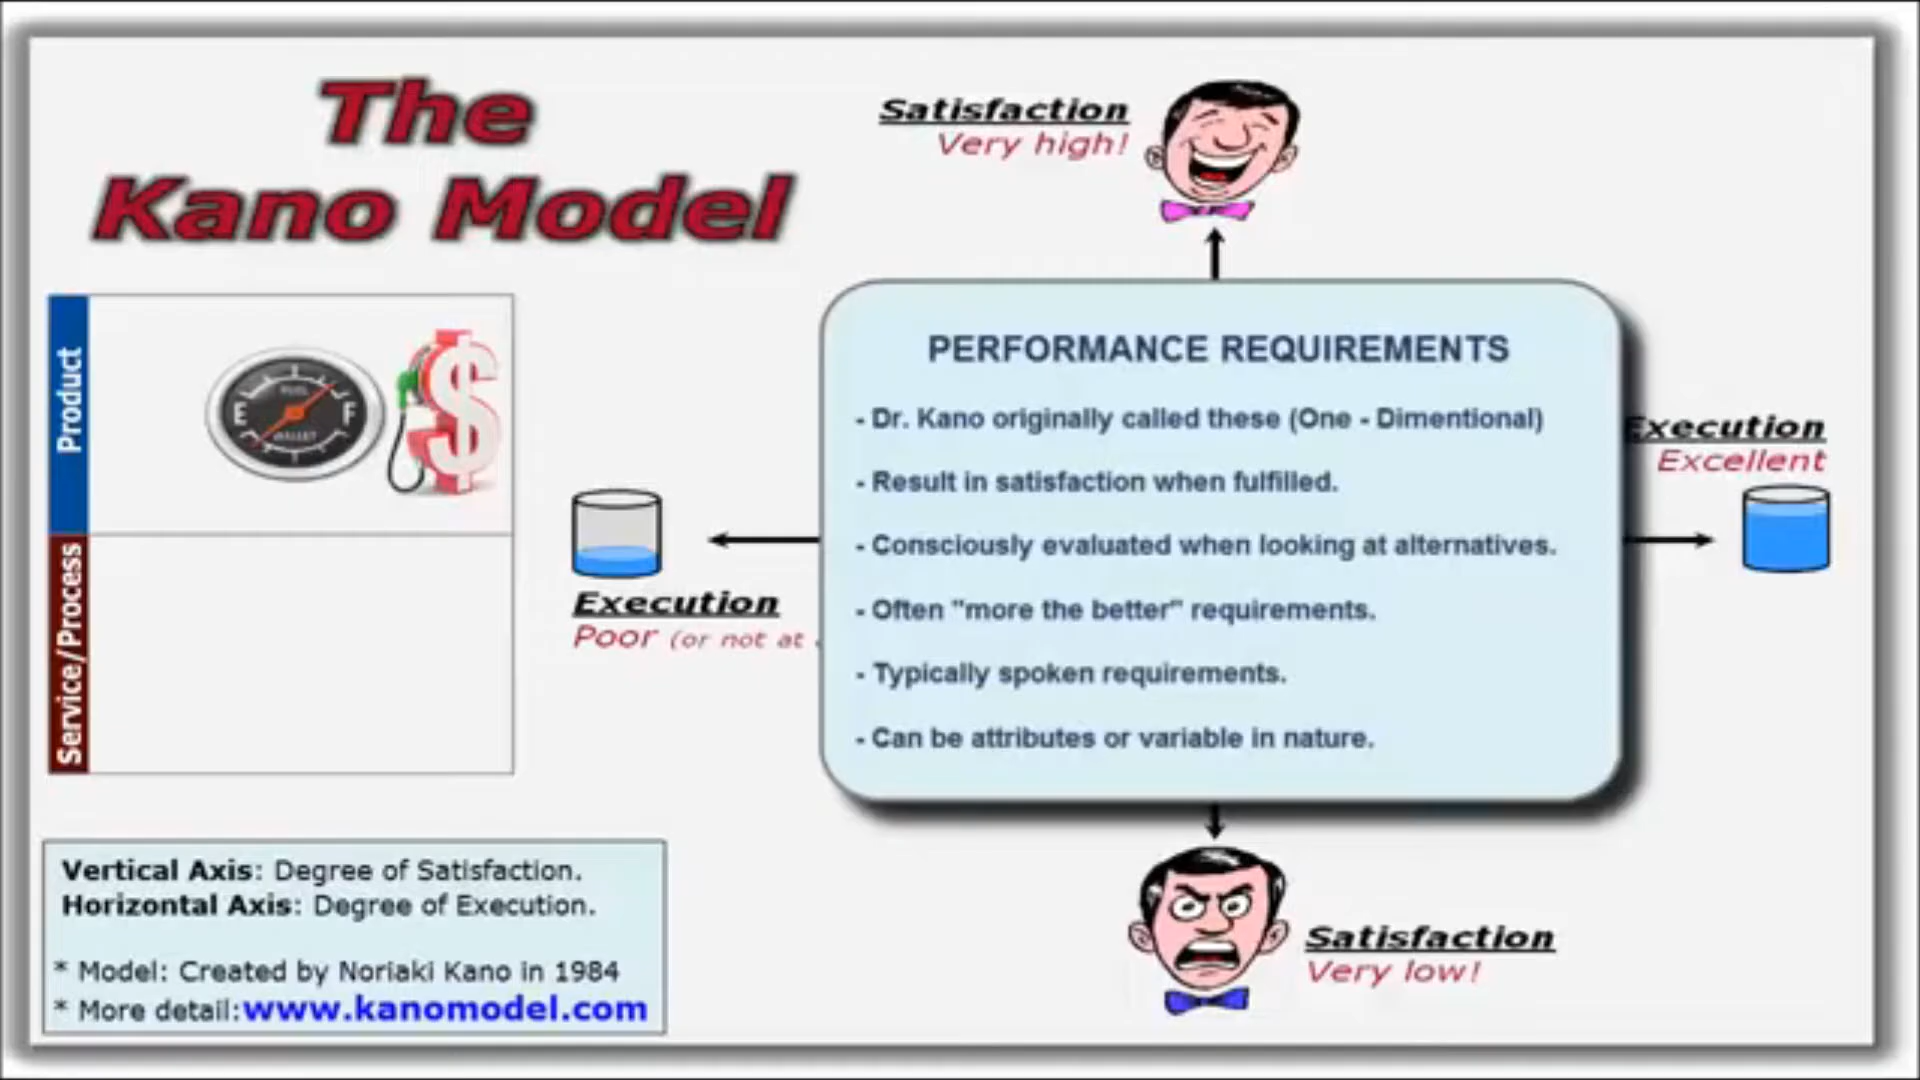 The
Kano Model
Satisfaction
Very high!
Product
FUEL
E
F
WALLET
$
Service/Process
PERFORMANCE REQUIREMENTS
- Dr. Kano originally called these (One - Dimentional)
- Result in satisfaction when fulfilled.
- Consciously evaluated when looking at alternatives.
- Often "more the better" requirements.
- Typically spoken requirements.
- Can be attributes or variable in nature.
Execution
Excellent
Execution
Poor (or not at
Vertical Axis: Degree of Satisfaction.
Horizontal Axis: Degree of Execution.
* Model: Created by Noriaki Kano in 1984
* More detail:www.kanomodel.com
Satisfaction
Very low!